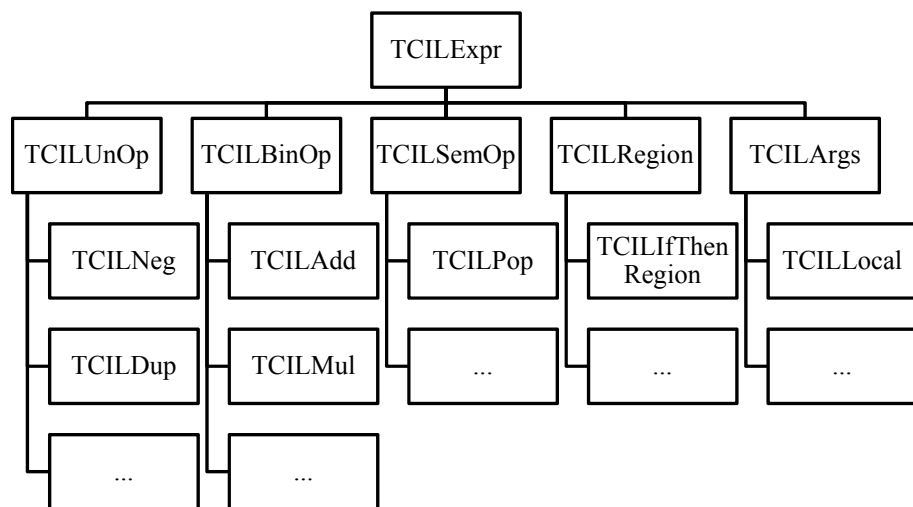 TCILExpr
TCILUnOp
TCILBinOp
TCILSemOp
TCILRegion
TCILArgs
TCILNeg
TCILAdd
TCILPop
TCILIfThen
Region
TCILLocal
TCILDup
TCILMul
...
...
...
...
...